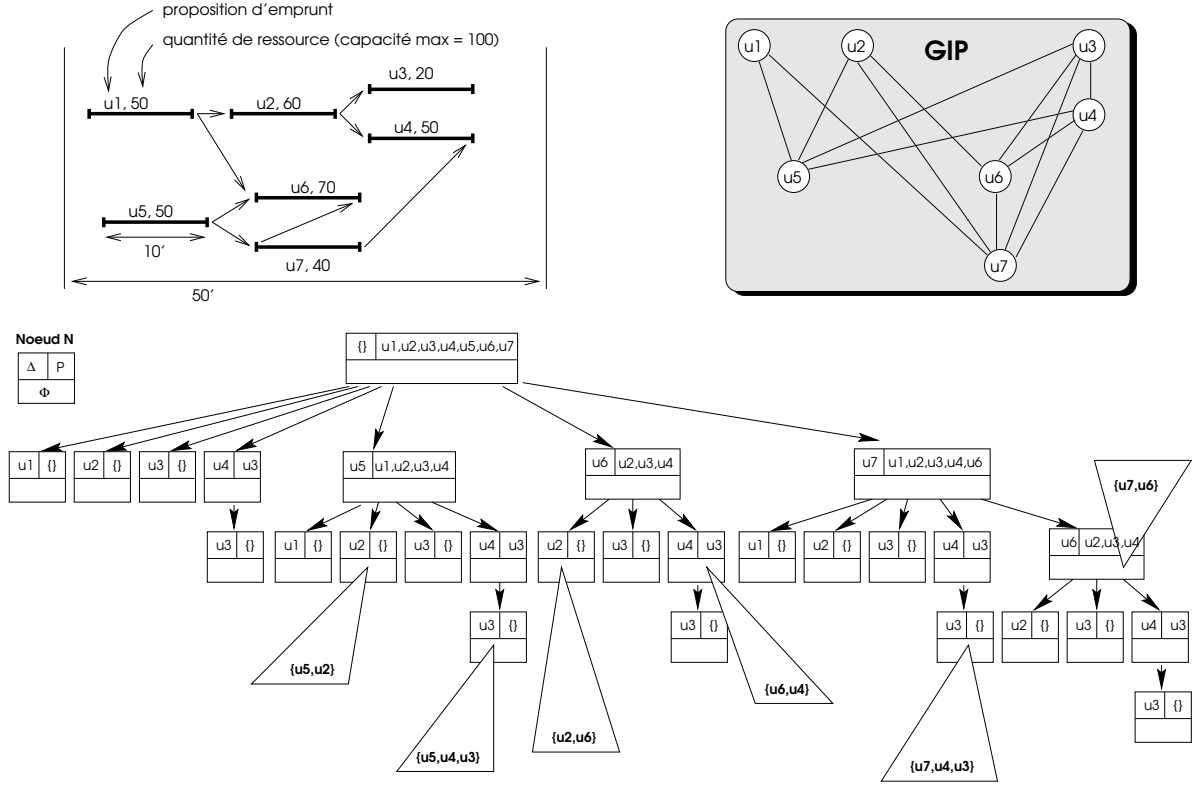 proposition d'emprunt
quantité de ressource (capacité max = 100)
u1, 50
u2, 60
u3, 20
u4, 50
u5, 50
u6, 70
u7, 40
10'
50'
GIP
u1
u2
u3
u4
u5
u6
u7
Noeud N
Δ P
Φ
{} u1,u2,u3,u4,u5,u6,u7
u1 {}
u2 {}
u3 {}
u4 u3
u5 u1,u2,u3,u4
u6 u2,u3,u4
u7 u1,u2,u3,u4,u6
{u7,u6}
u3 {}
u1 {}
u2 {}
u3 {}
u4 u3
u2 {}
u3 {}
u4 u3
u1 {}
u2 {}
u3 {}
u4 u3
u6 u2,u3,u4
u3 {}
u3 {}
u3 {}
u2 {}
u3 {}
u4 u3
{u5,u2}
{u6,u4}
u3 {}
{u5,u4,u3}
{u2,u6}
{u7,u4,u3}